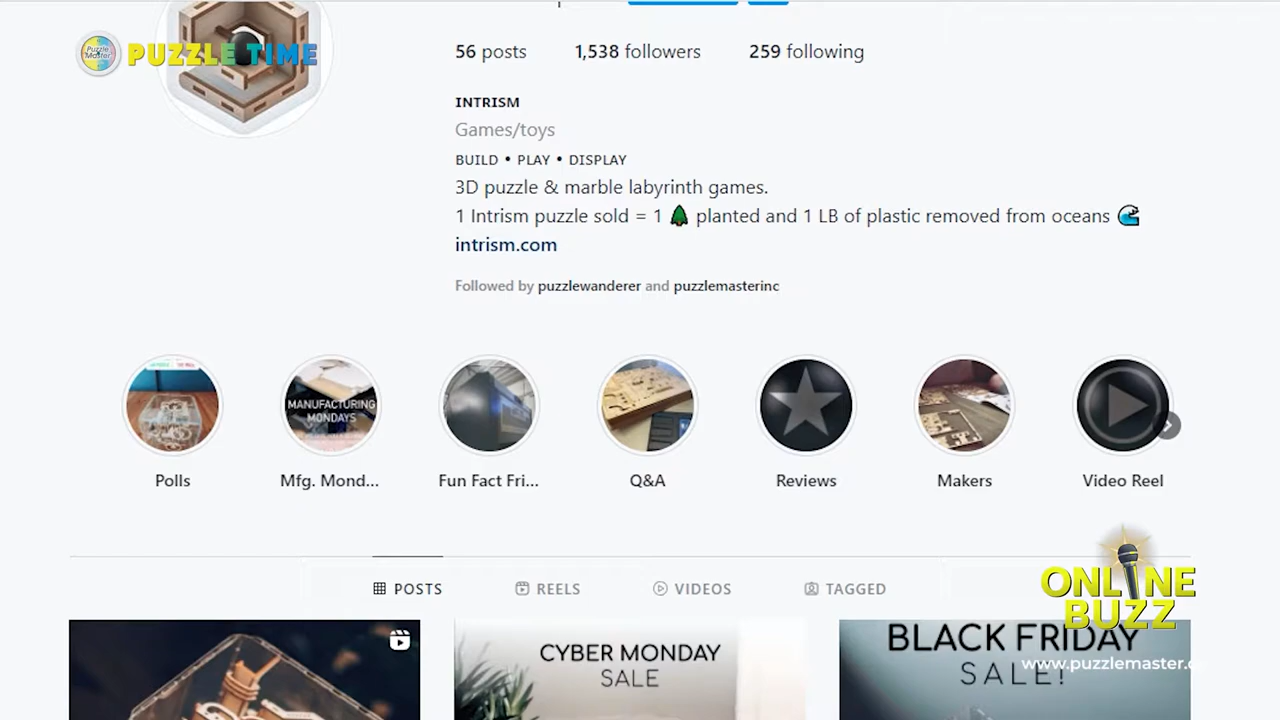 56 posts 1,538 followers 259 following
Puzzle Master PUZZLE TIME
INTRISM
Games/toys
BUILD • PLAY • DISPLAY
3D puzzle & marble labyrinth games.
1 Intrism puzzle sold = 1 🌲 planted and 1 LB of plastic removed from oceans 🌊
intrism.com
Followed by puzzlewanderer and puzzlemasterinc
MANUFACTURING
MONDAYS
Polls Mfg. Mond... Fun Fact Fri... Q&A Reviews Makers Video Reel
ONLINE
BUZZ
POSTS REELS VIDEOS TAGGED
CYBER MONDAY
SALE
BLACK FRIDAY
SALE!
www.puzzlemaster.c